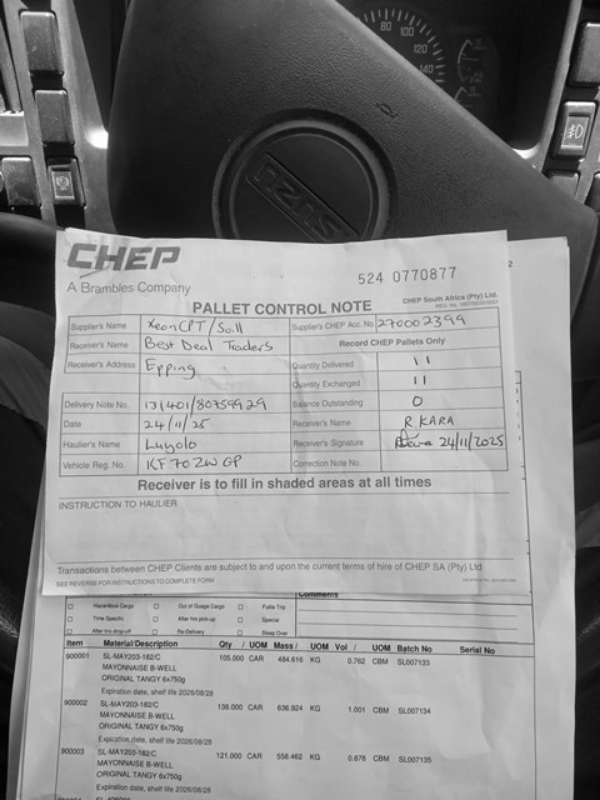 80 100
120
140
ISUZU
CHEP
A Brambles Company
524 0770877
PALLET CONTROL NOTE
CHEP South Africa (Pty) Ltd.
Supplier's Name XeonCPT/Soill Supplier's CHEP Acc. No. 270002399
Receiver's Name Best Deal Traders Record CHEP Pallets Only
Receiver's Address Epping Quantity Delivered 11
Quantity Exchanged 11
Delivery Note No. 131401/80759929 Balance Outstanding 0
Date 24/11/25 Receiver's Name R KARA
Haulier's Name Luyolo Receiver's Signature 24/11/2025
Vehicle Reg. No. KF70ZW GP Correction Note No.
Receiver is to fill in shaded areas at all times
INSTRUCTION TO HAULIER
Transactions between CHEP Clients are subject to and upon the current terms of hire of CHEP SA (Pty) Ltd
SEE REVERSE FOR INSTRUCTIONS TO COMPLETE FORM
Comments
Hazardous Cargo Out of Guage Cargo Futile Trip
Time Specific After hrs pick-up Special
After hrs drop-off Re-Delivery Sleep Over
Item Material/Description Qty / UOM Mass / UOM Vol / UOM Batch No Serial No
900001 SL-MAY203-182/C 105.000 CAR 484.616 KG 0.762 CBM SL007133
MAYONNAISE B-WELL
ORIGINAL TANGY 6x750g
Expiration date, shelf life 2026/08/28
900002 SL-MAY203-182/C 138.000 CAR 636.924 KG 1.001 CBM SL007134
MAYONNAISE B-WELL
ORIGINAL TANGY 6x750g
Expiration date, shelf life 2026/08/28
900003 SL-MAY203-182/C 121.000 CAR 558.462 KG 0.878 CBM SL007135
MAYONNAISE B-WELL
ORIGINAL TANGY 6x750g
Expiration date, shelf life 2026/08/28